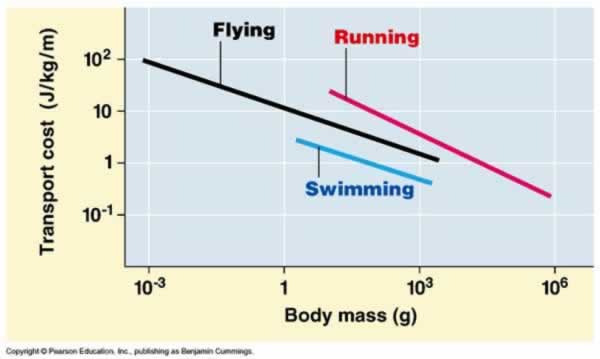 Flying
Running
Swimming
Transport cost (J/kg/m)
10²
10
1
10⁻¹
10⁻³
1
10³
10⁶
Body mass (g)
Copyright © Pearson Education, Inc., publishing as Benjamin Cummings.